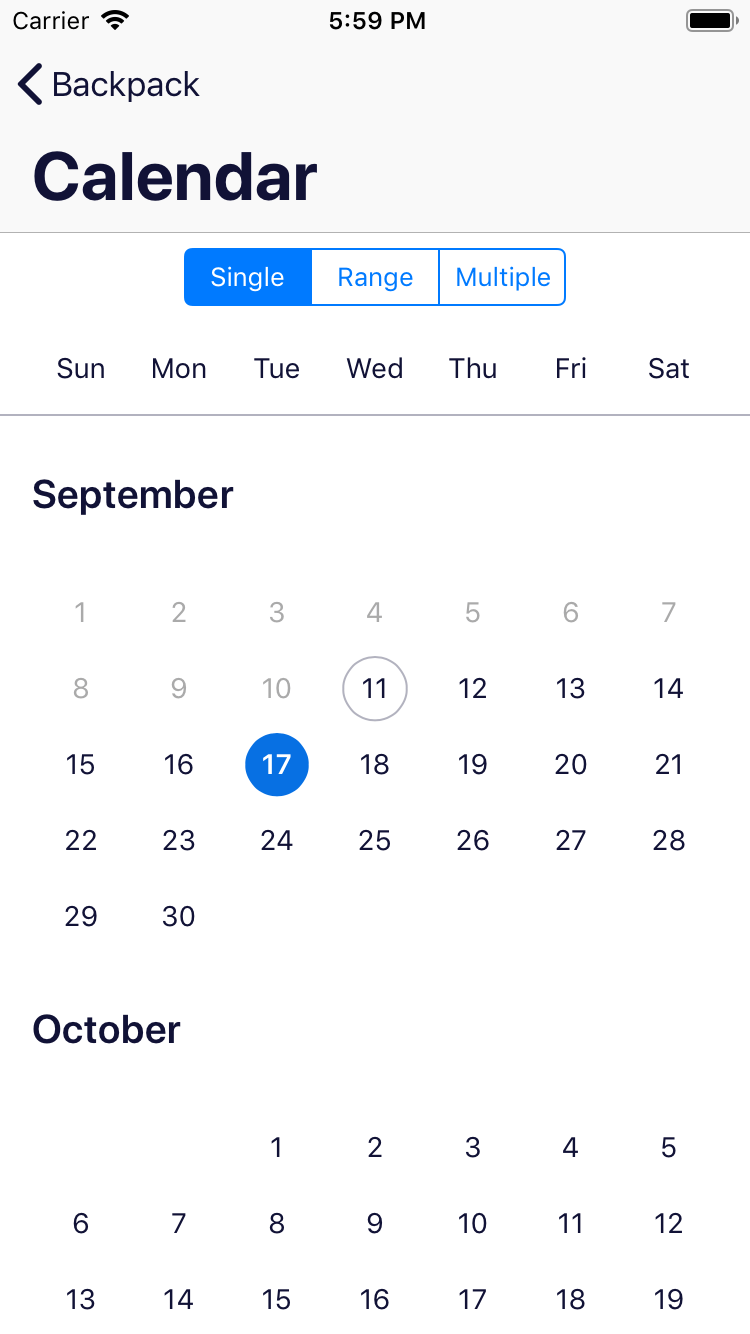 Carrier 5:59 PM
Backpack
Calendar
Single Range Multiple
Sun Mon Tue Wed Thu Fri Sat
September
1 2 3 4 5 6 7
8 9 10 11 12 13 14
15 16 17 18 19 20 21
22 23 24 25 26 27 28
29 30
October
1 2 3 4 5
6 7 8 9 10 11 12
13 14 15 16 17 18 19